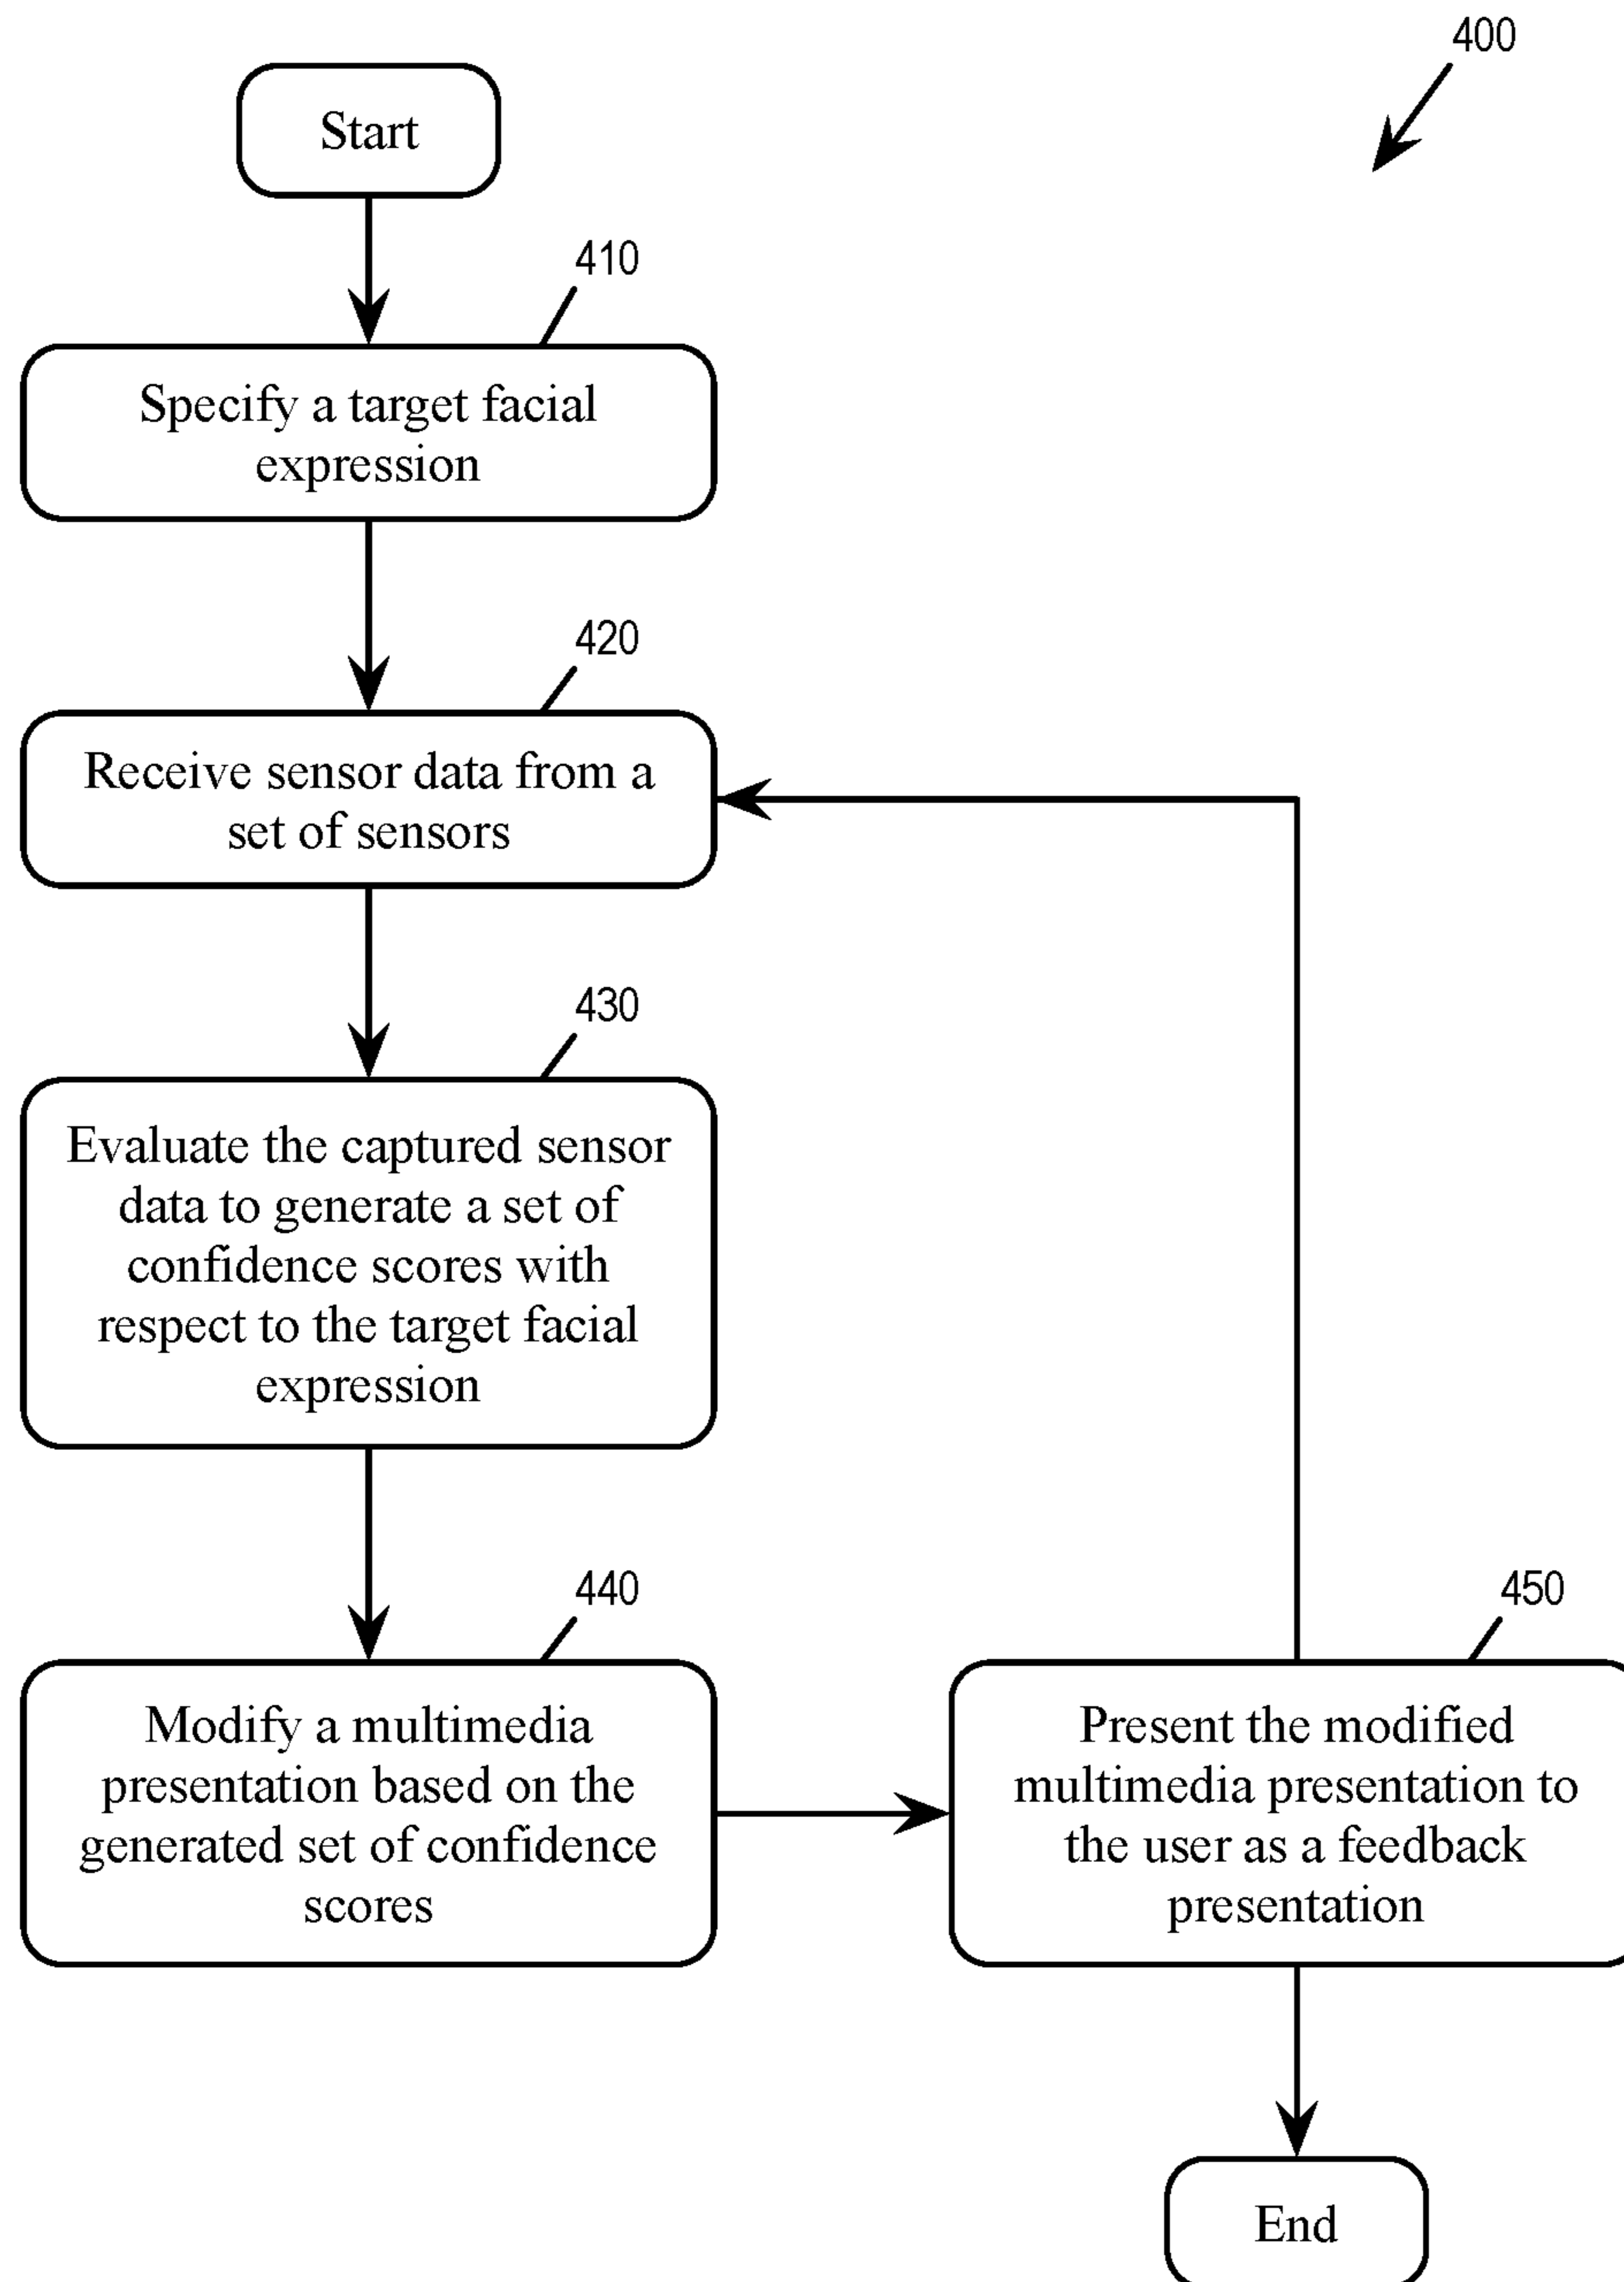 400
Start
410
Specify a target facial
expression
420
Receive sensor data from a
set of sensors
430
Evaluate the captured sensor
data to generate a set of
confidence scores with
respect to the target facial
expression
440
Modify a multimedia
presentation based on the
generated set of confidence
scores
450
Present the modified
multimedia presentation to
the user as a feedback
presentation
End